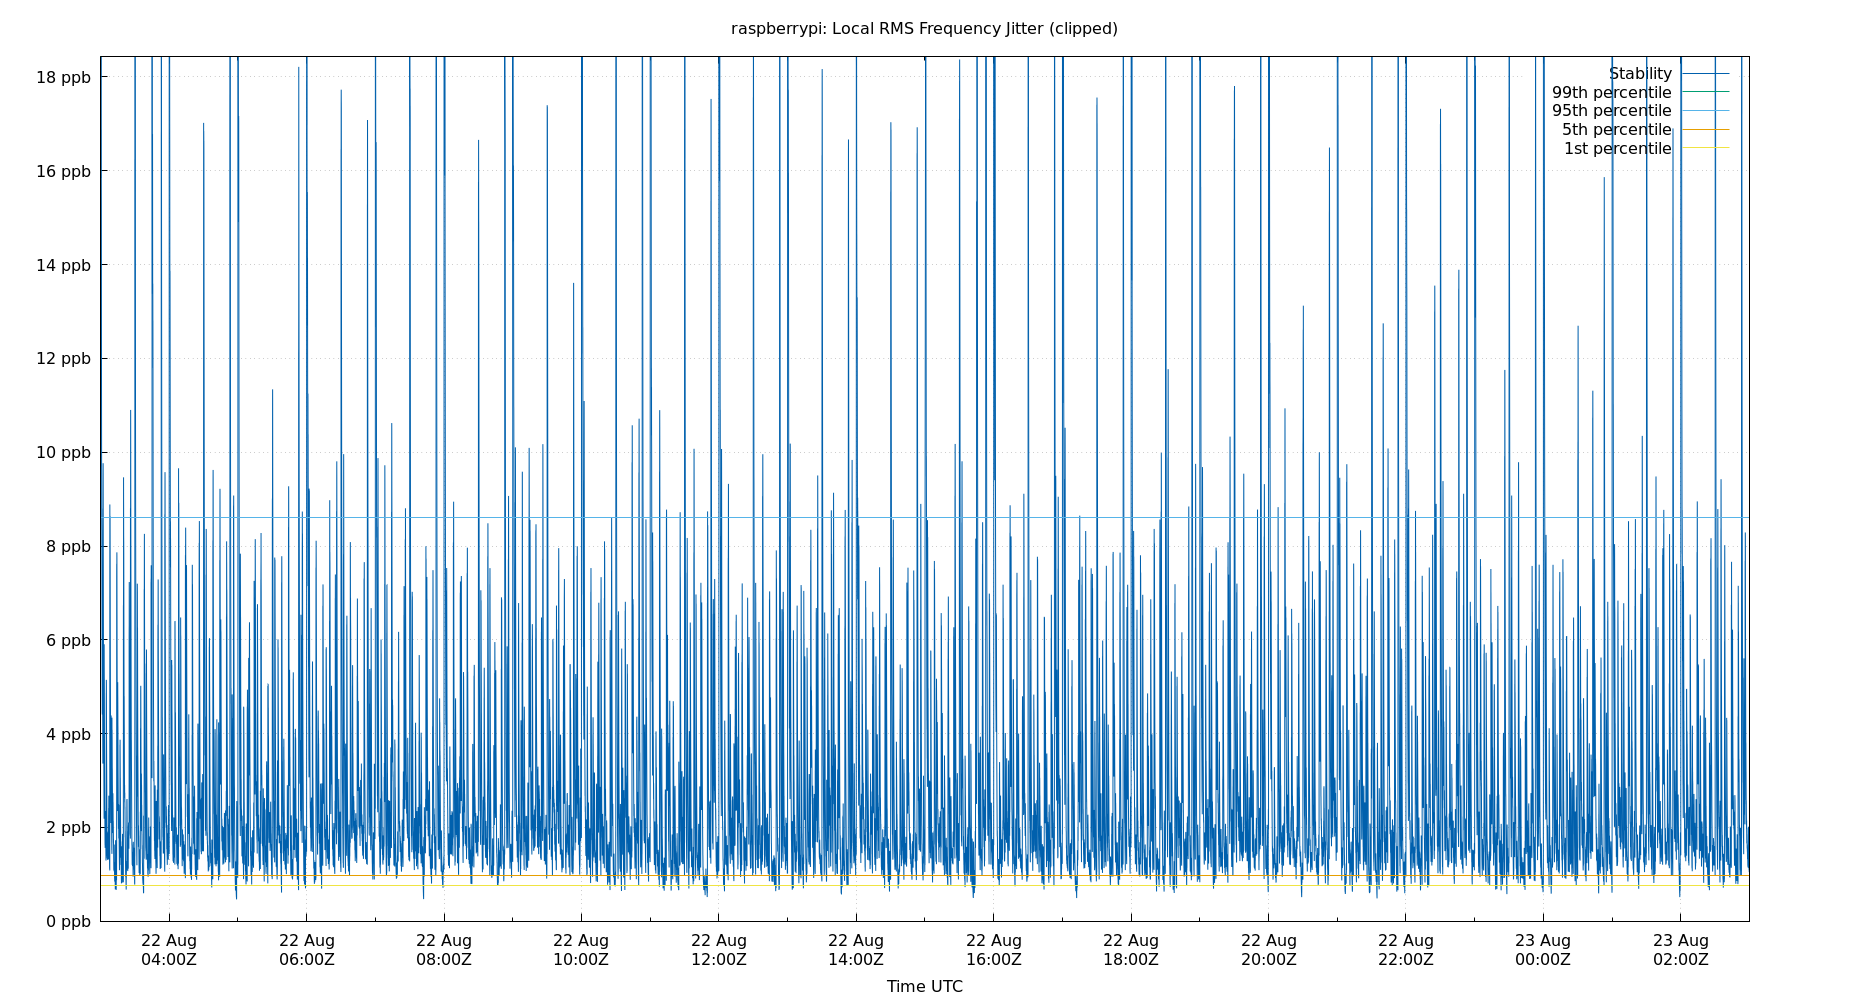 raspberrypi: Local RMS Frequency Jitter (clipped)
18 ppb
16 ppb
14 ppb
12 ppb
10 ppb
8 ppb
6 ppb
4 ppb
2 ppb
0 ppb
Stability
99th percentile
95th percentile
5th percentile
1st percentile
22 Aug 22 Aug 22 Aug 22 Aug 22 Aug 22 Aug 22 Aug 22 Aug 22 Aug 22 Aug 23 Aug 23 Aug
04:00Z 06:00Z 08:00Z 10:00Z 12:00Z 14:00Z 16:00Z 18:00Z 20:00Z 22:00Z 00:00Z 02:00Z
Time UTC